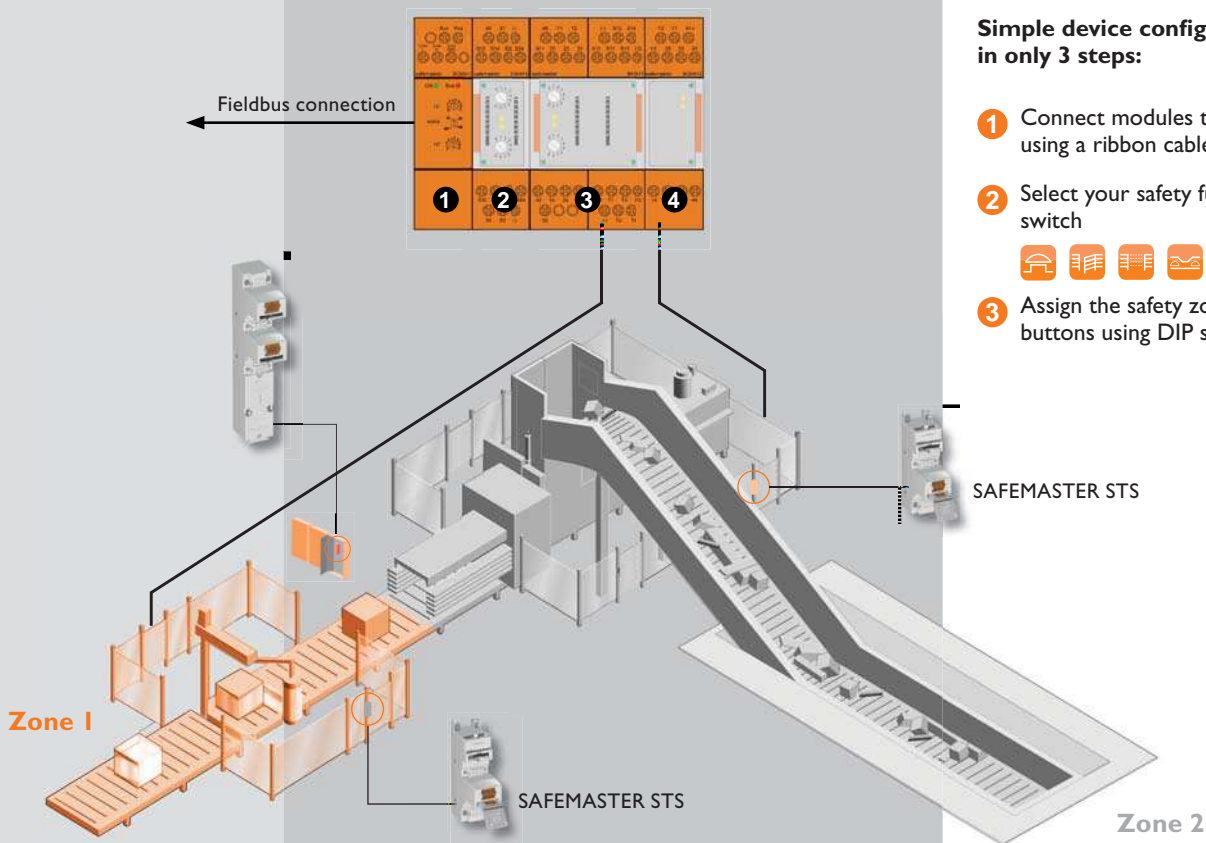 Simple device config
in only 3 steps:
1 Connect modules t
using a ribbon cable
2 Select your safety fu
switch
3 Assign the safety zo
buttons using DIP s
Fieldbus connection
1 2 3 4
SAFEMASTER STS
Zone 1
SAFEMASTER STS
Zone 2